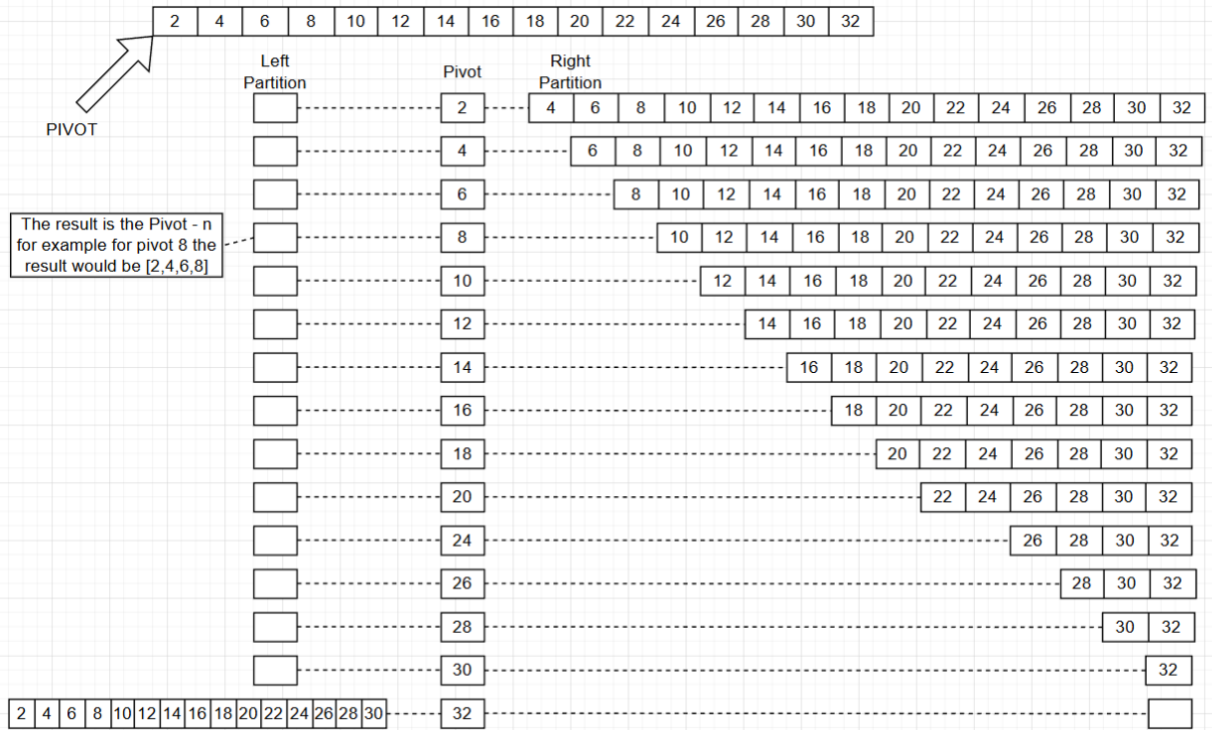 2 4 6 8 10 12 14 16 18 20 22 24 26 28 30 32
Left
Partition
Pivot
Right
Partition
PIVOT
2 4 6 8 10 12 14 16 18 20 22 24 26 28 30 32
4 6 8 10 12 14 16 18 20 22 24 26 28 30 32
6 8 10 12 14 16 18 20 22 24 26 28 30 32
The result is the Pivot - n
for example for pivot 8 the
result would be [2,4,6,8]
8 10 12 14 16 18 20 22 24 26 28 30 32
10 12 14 16 18 20 22 24 26 28 30 32
12 14 16 18 20 22 24 26 28 30 32
14 16 18 20 22 24 26 28 30 32
16 18 20 22 24 26 28 30 32
18 20 22 24 26 28 30 32
20 22 24 26 28 30 32
24 26 28 30 32
26 28 30 32
28 30 32
30 32
2 4 6 8 10 12 14 16 18 20 22 24 26 28 30 32